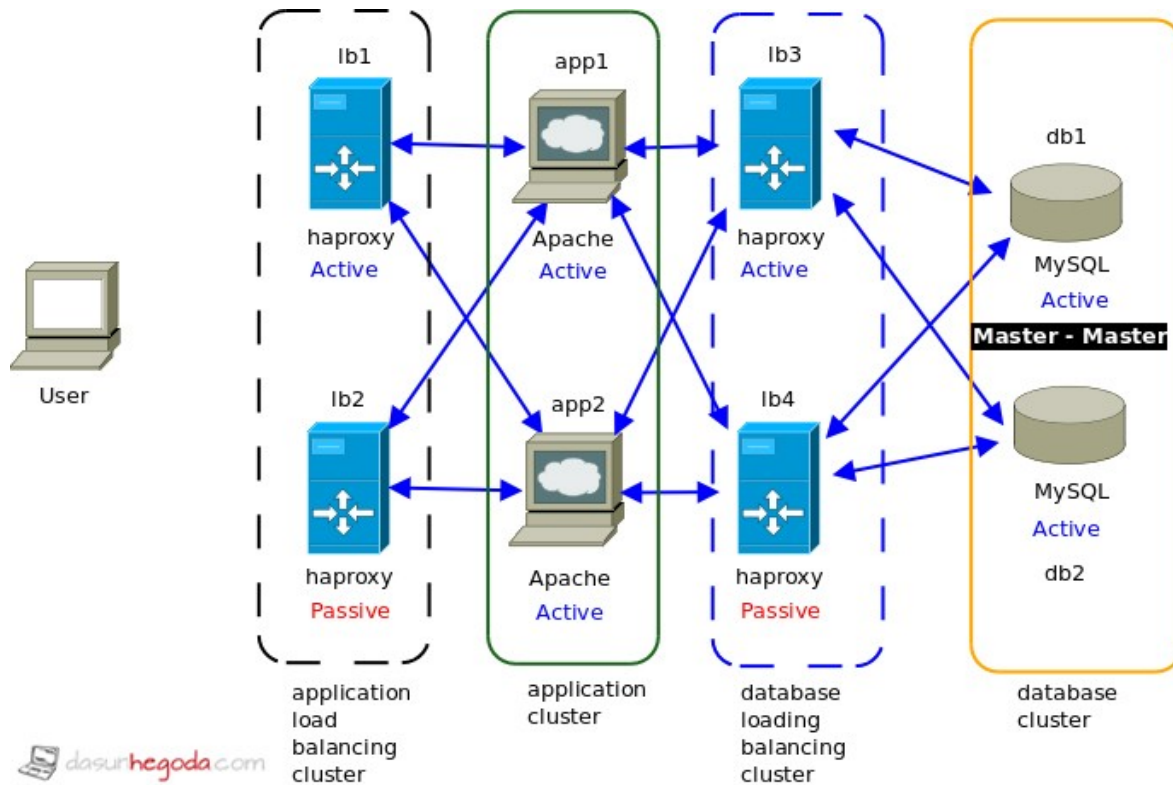 lb1
app1
lb3
db1
haproxy
Active
Apache
Active
haproxy
Active
MySQL
Active
Master - Master
User
lb2
app2
lb4
haproxy
Passive
Apache
Active
haproxy
Passive
MySQL
Active
db2
application
load
balancing
cluster
application
cluster
database
loading
balancing
cluster
database
cluster
dasunhegoda.com